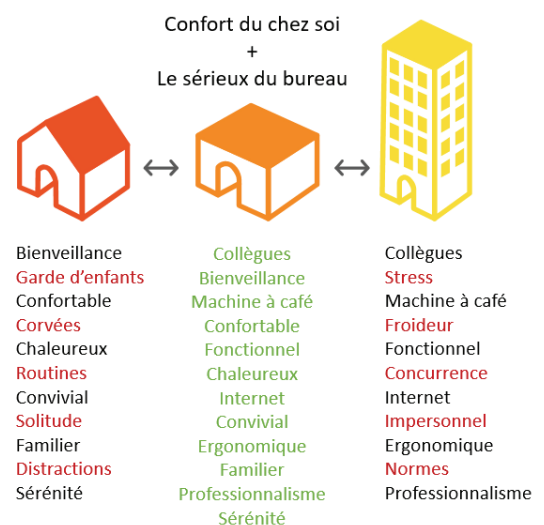 Confort du chez soi
+
Le sérieux du bureau
Bienveillance
Garde d’enfants
Confortable
Corvées
Chaleureux
Routines
Convivial
Solitude
Familier
Distractions
Sérénité
Collègues
Bienveillance
Machine à café
Confortable
Fonctionnel
Chaleureux
Internet
Convivial
Ergonomique
Familier
Professionnalisme
Sérénité
Collègues
Stress
Machine à café
Froideur
Fonctionnel
Concurrence
Internet
Impersonnel
Ergonomique
Normes
Professionnalisme